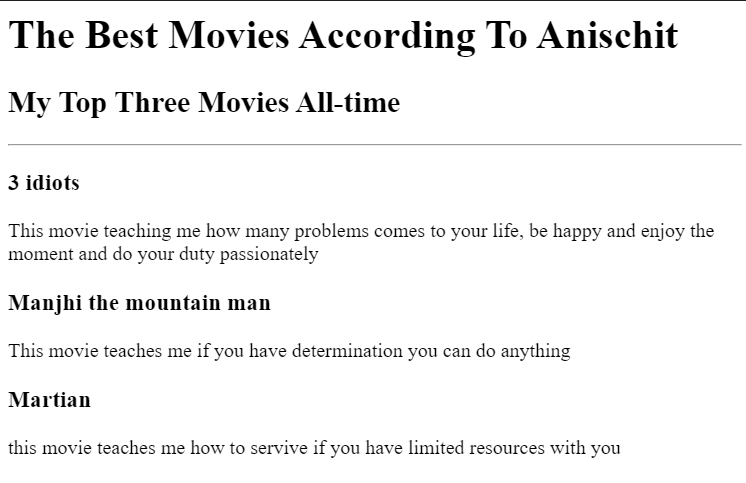 The Best Movies According To Anischit
My Top Three Movies All-time
3 idiots
This movie teaching me how many problems comes to your life, be happy and enjoy the
moment and do your duty passionately
Manjhi the mountain man
This movie teaches me if you have determination you can do anything
Martian
this movie teaches me how to servive if you have limited resources with you